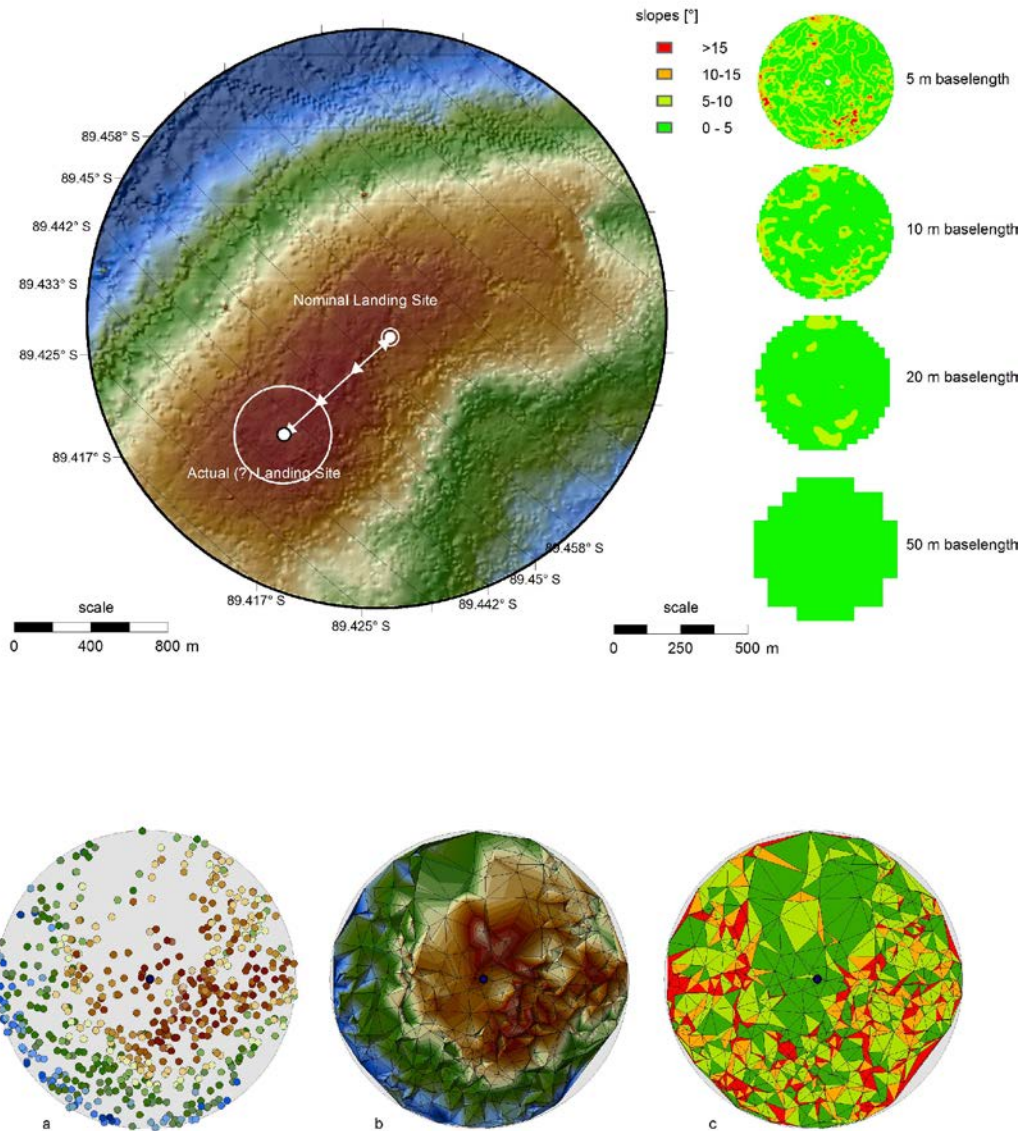 slopes [°]
>15
10-15
5-10
0 - 5
5 m baselength
10 m baselength
20 m baselength
50 m baselength
89.458° S
89.45° S
89.442° S
89.433° S
89.425° S
89.417° S
Nominal Landing Site
Actual (?) Landing Site
89.458° S
89.45° S
89.442° S
89.417° S
89.425° S
scale
0 400 800 m
scale
0 250 500 m
a
b
c